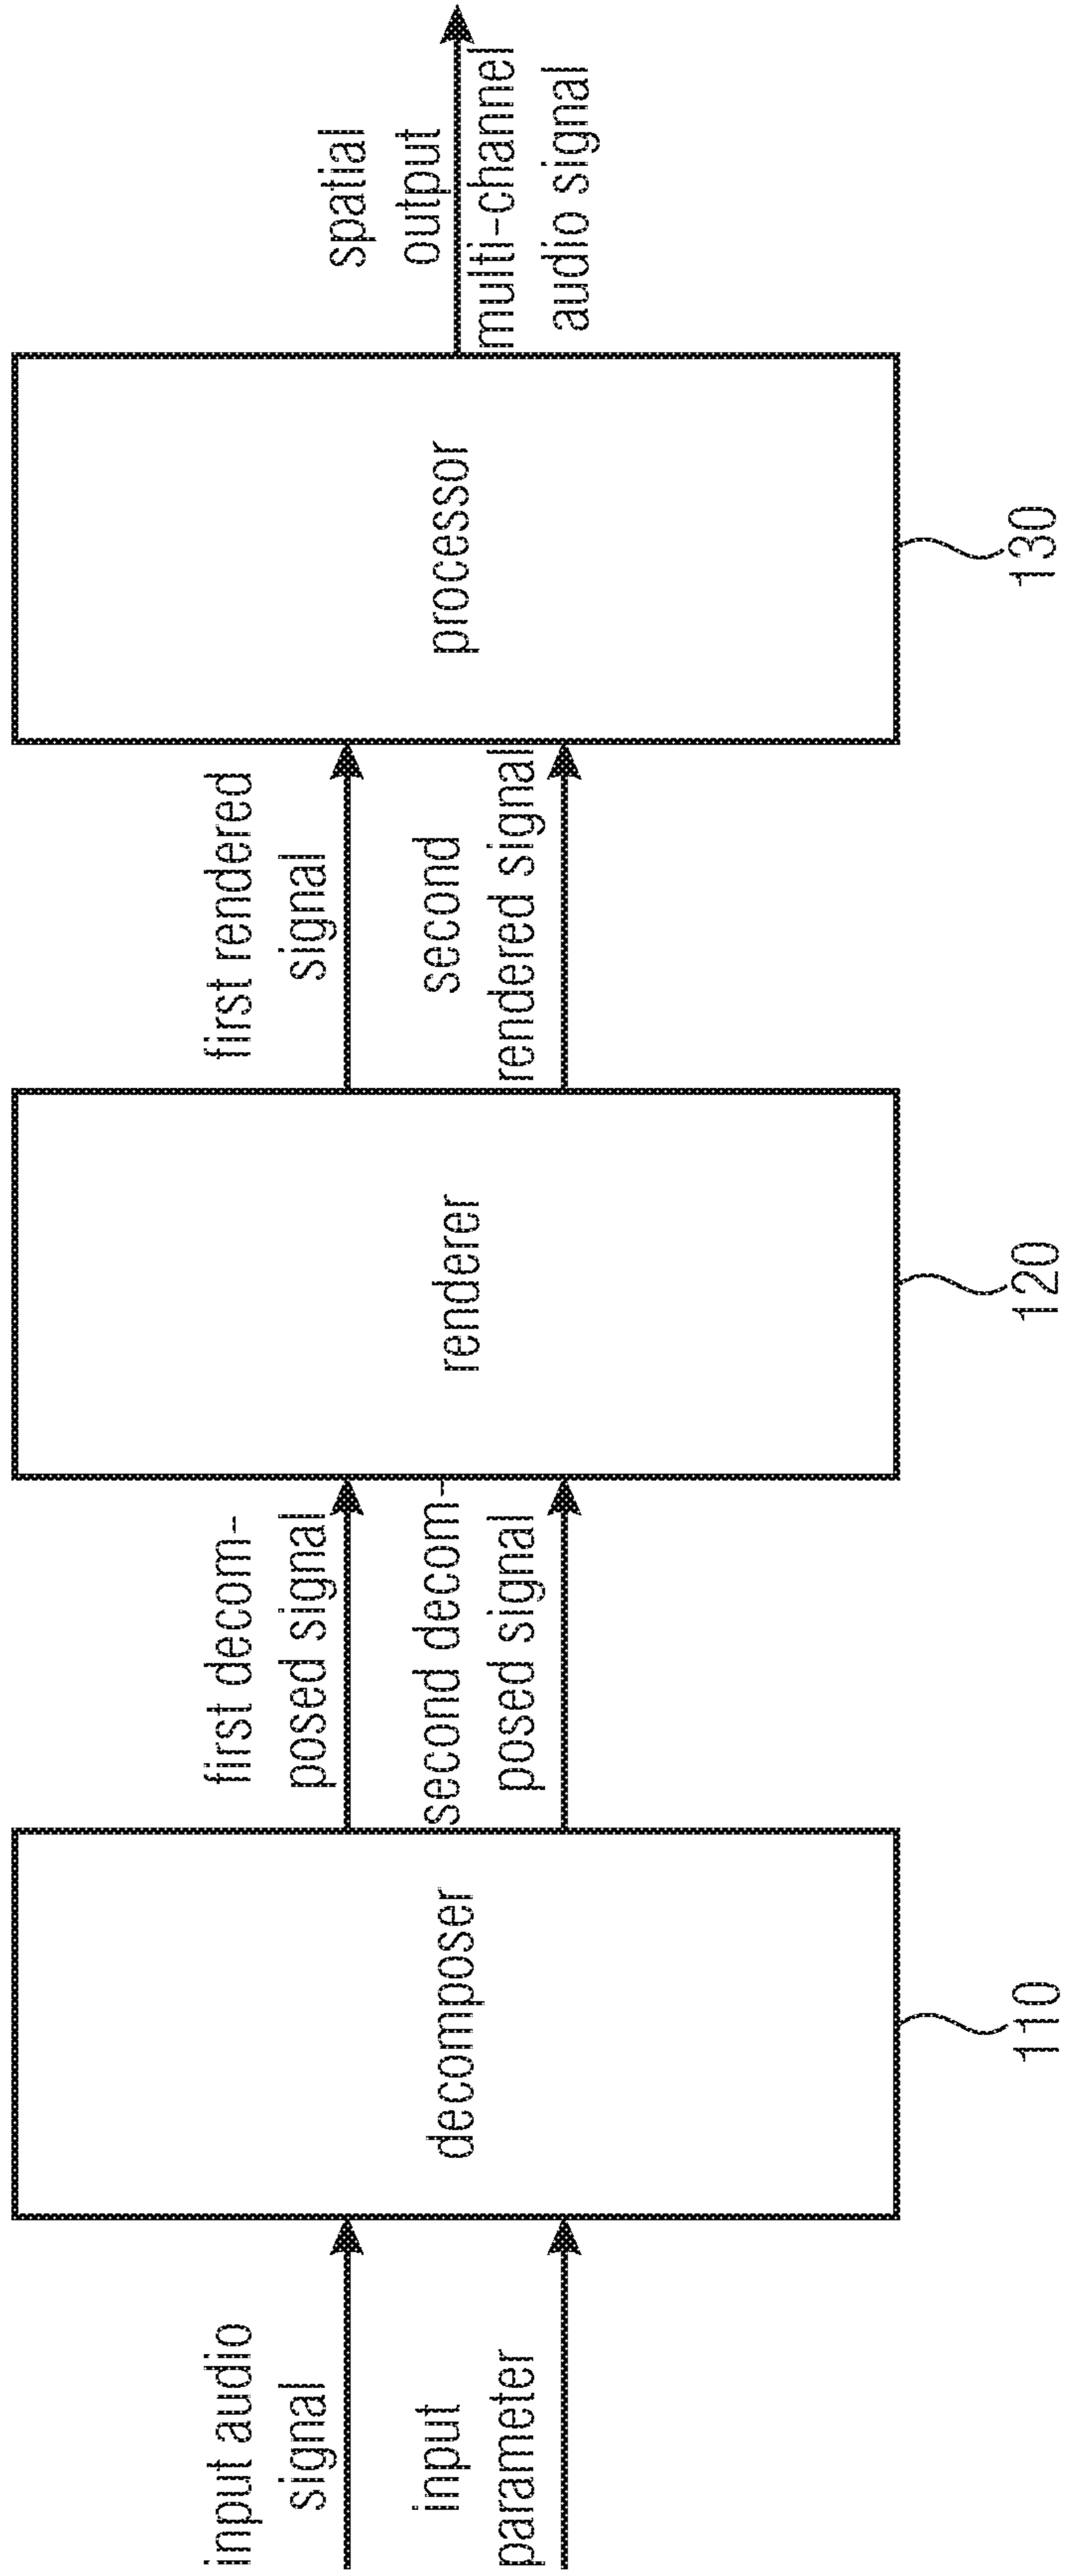 input audio
signal
input
parameter
decomposer
110
first decom-
posed signal
second decom-
posed signal
renderer
120
first rendered
signal
second
rendered signal
processor
130
spatial
output
multi-channel
audio signal